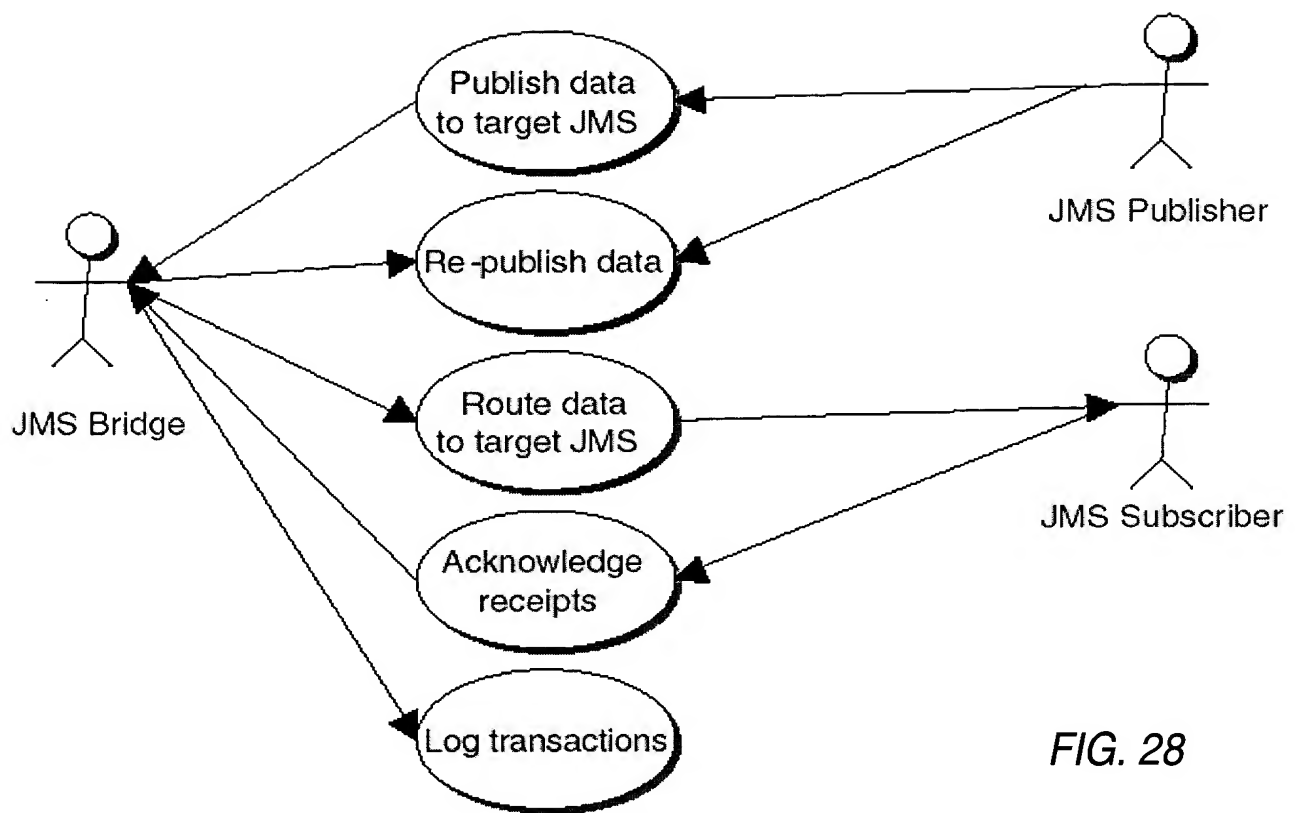 Publish data
to target JMS
JMS Publisher
Re-publish data
JMS Bridge
Route data
to target JMS
JMS Subscriber
Acknowledge
receipts
Log transactions
FIG. 28